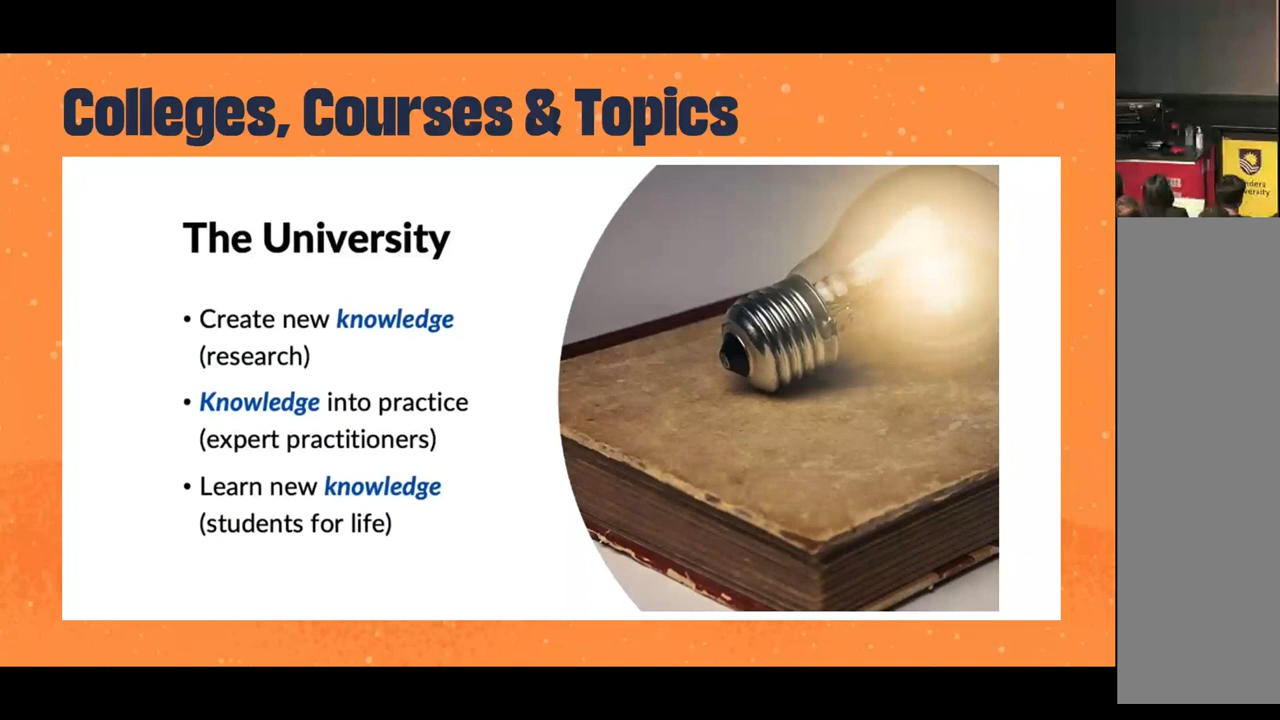 Colleges, Courses & Topics
The University
• Create new knowledge
(research)
• Knowledge into practice
(expert practitioners)
• Learn new knowledge
(students for life)